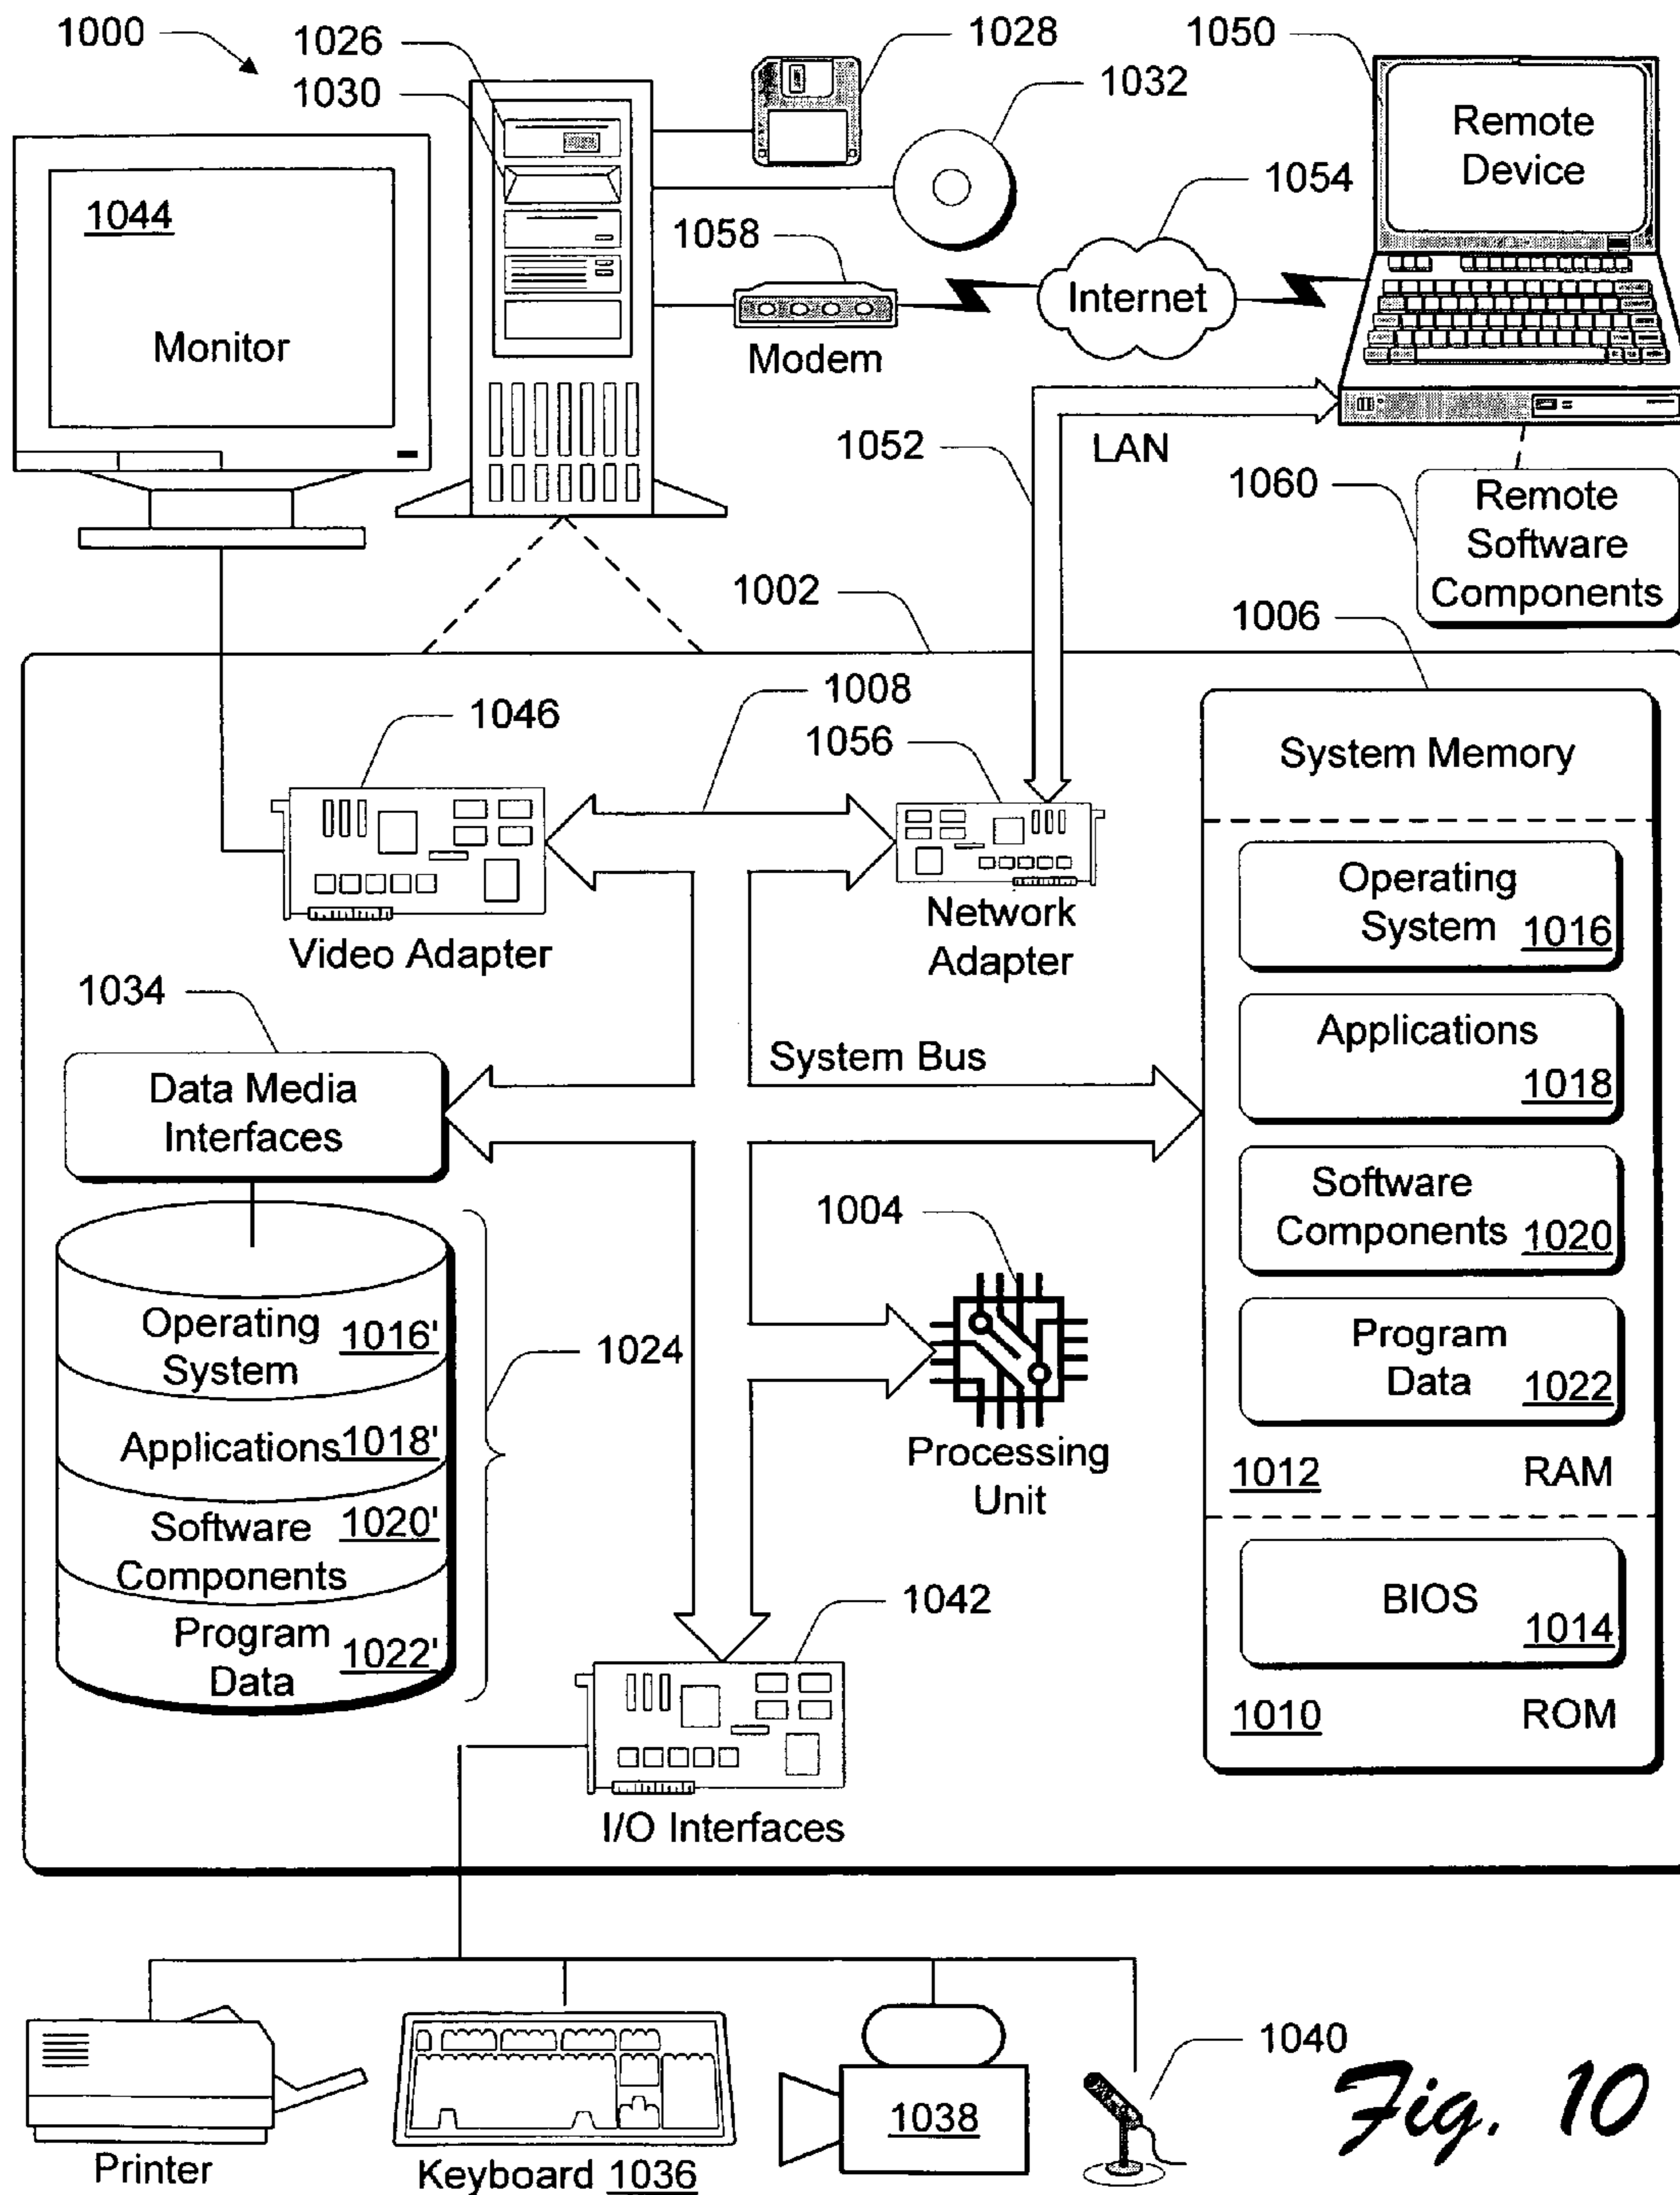 1000
1026
1030
1028
1032
1050
Remote
Device
1044
Monitor
1058
Modem
1054
Internet
1052
LAN
1060
Remote
Software
Components
1002
1006
1008
1046
1056
Video Adapter
Network
Adapter
System Memory
Operating
System 1016
Applications
1018
Software
Components 1020
Program
Data 1022
1012 RAM
BIOS
1014
1010 ROM
1034
Data Media
Interfaces
System Bus
1004
Processing
Unit
Operating
System 1016'
Applications 1018'
Software
Components 1020'
Program
Data 1022'
1024
1042
I/O Interfaces
Printer
Keyboard 1036
1038
1040
Fig. 10